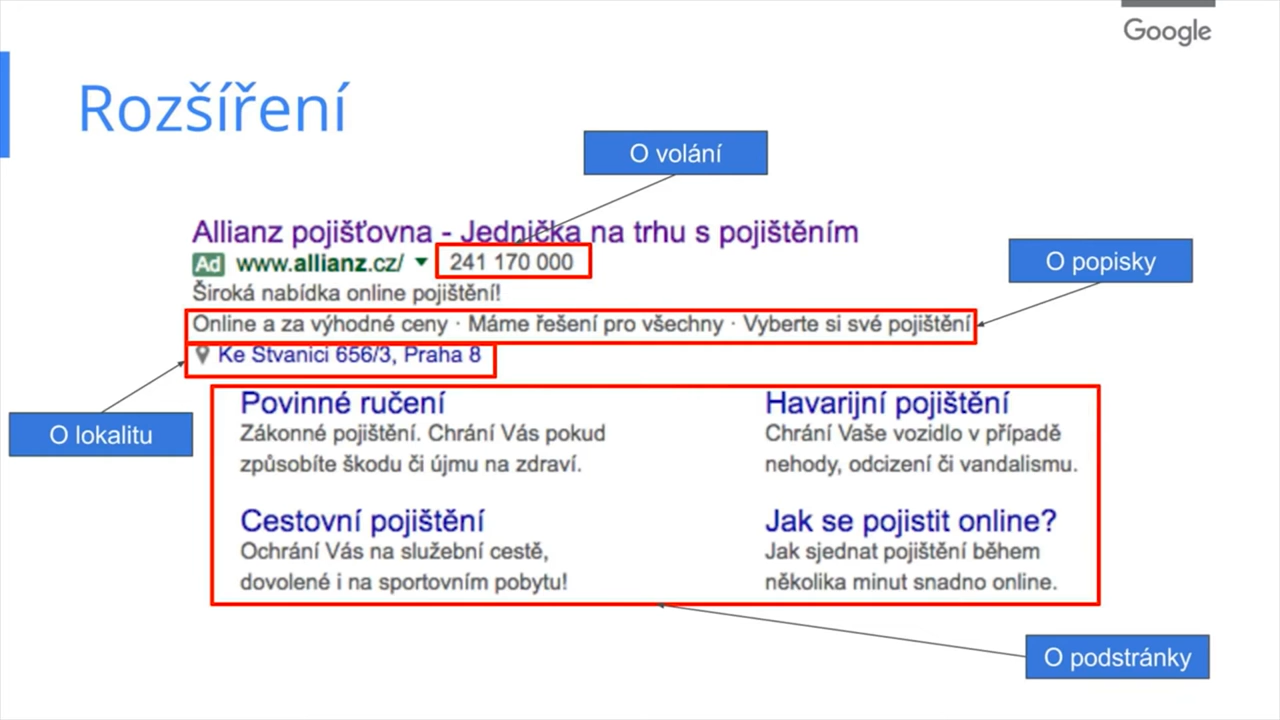 Google
Rozšíření
O volání
Allianz pojišťovna - Jednička na trhu s pojištěním
Ad www.allianz.cz/ 241 170 000
O popisky
Široká nabídka online pojištění!
Online a za výhodné ceny · Máme řešení pro všechny · Vyberte si své pojištění
Ke Stvanici 656/3, Praha 8
O lokalitu
Povinné ručení
Zákonné pojištění. Chrání Vás pokud
způsobíte škodu či újmu na zdraví.
Havarijní pojištění
Chrání Vaše vozidlo v případě
nehody, odcizení či vandalismu.
Cestovní pojištění
Ochrání Vás na služební cestě,
dovolené i na sportovním pobytu!
Jak se pojistit online?
Jak sjednat pojištění během
několika minut snadno online.
O podstránky